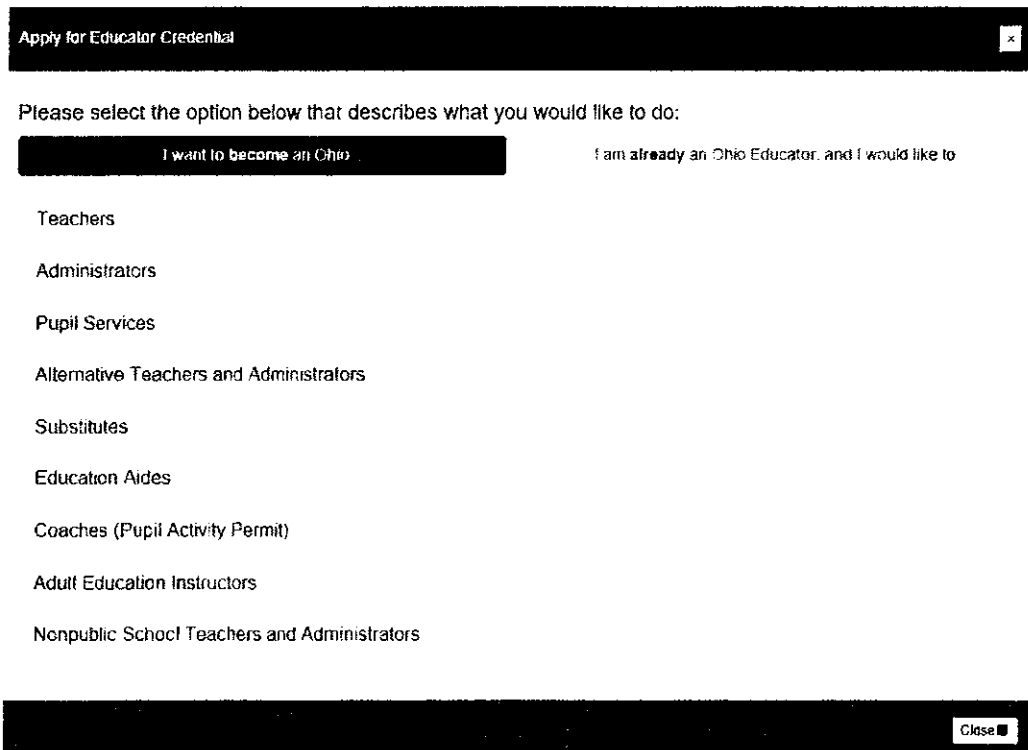 Apply for Educator Credential
×
Please select the option below that describes what you would like to do:
I want to become an Ohio ...
I am already an Ohio Educator, and I would like to
Teachers
Administrators
Pupil Services
Alternative Teachers and Administrators
Substitutes
Education Aides
Coaches (Pupil Activity Permit)
Adult Education Instructors
Nonpublic School Teachers and Administrators
Close